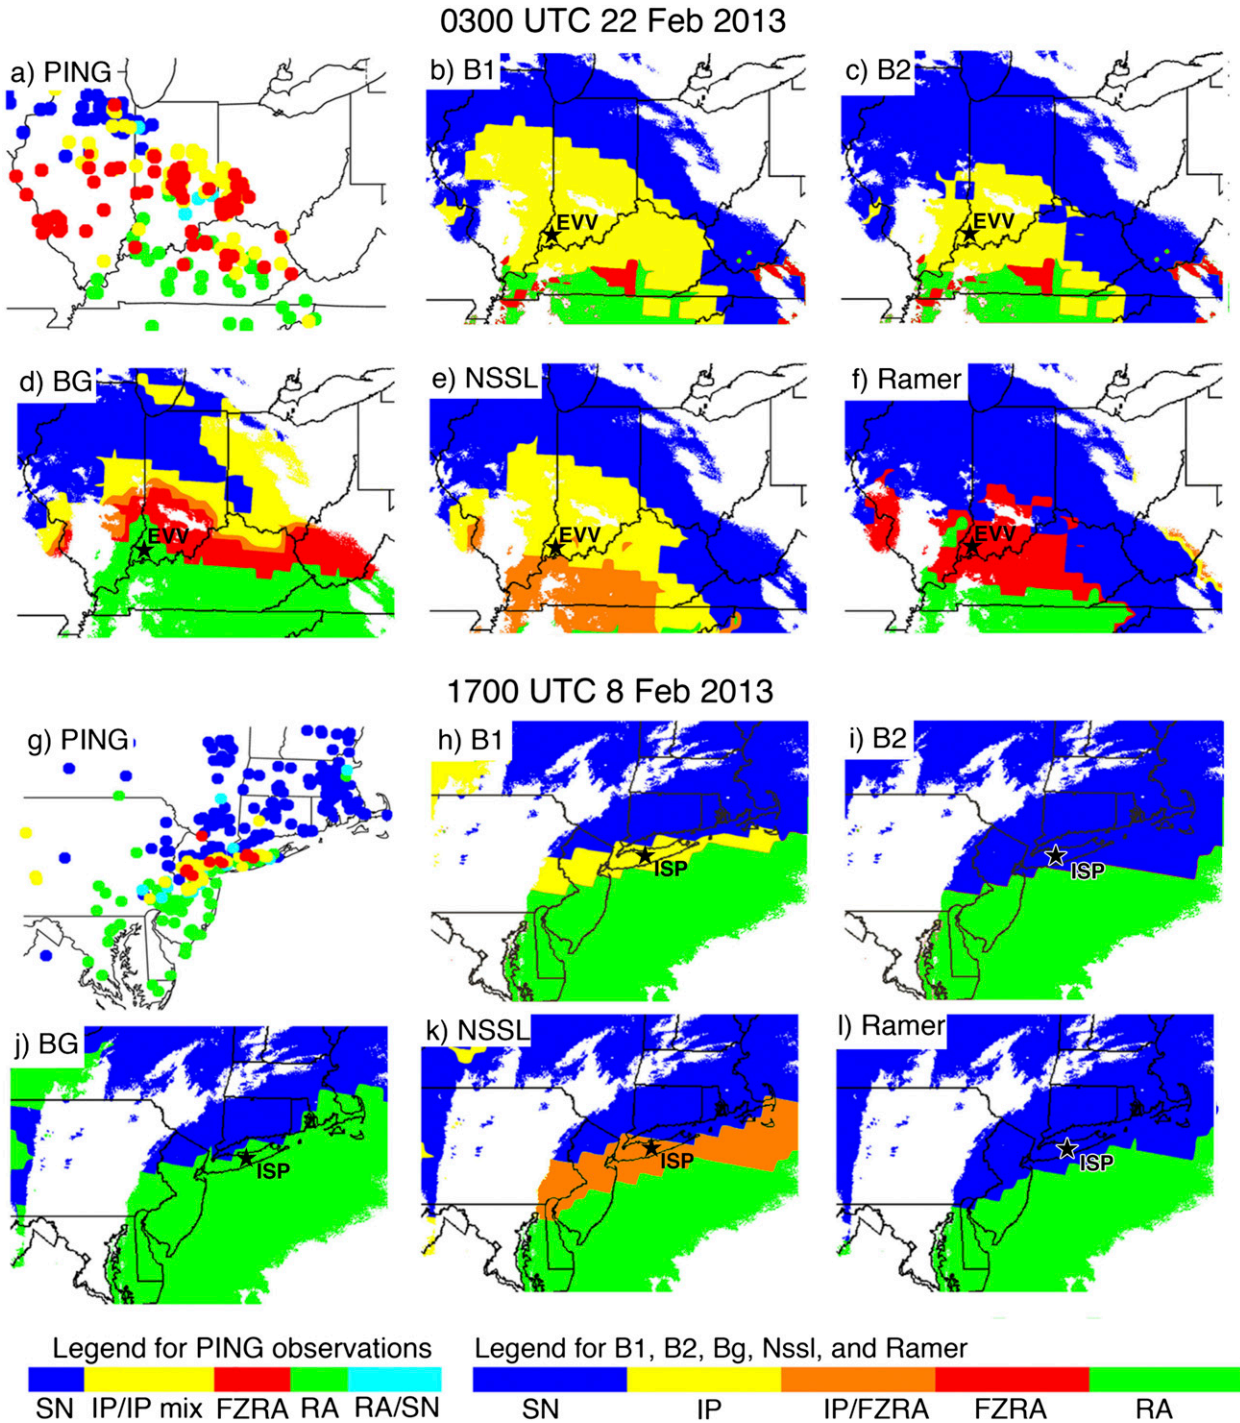 0300 UTC 22 Feb 2013
a) PING
b) B1
c) B2
EVV
EVV
d) BG
e) NSSL
f) Ramer
EVV
EVV
EVV
1700 UTC 8 Feb 2013
g) PING
h) B1
i) B2
ISP
ISP
j) BG
k) NSSL
l) Ramer
ISP
ISP
ISP
Legend for PING observations
SN IP/IP mix FZRA RA RA/SN
Legend for B1, B2, Bg, Nssl, and Ramer
SN IP IP/FZRA FZRA RA